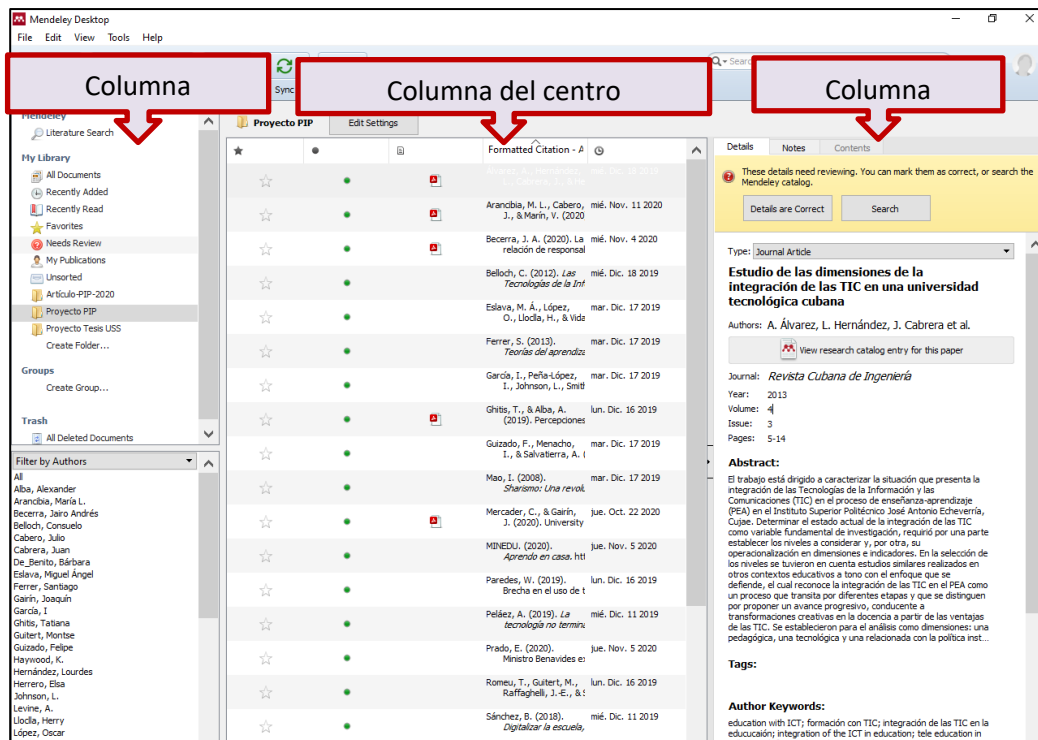 Mendeley Desktop
File Edit View Tools Help
Columna
Columna del centro
Columna
Sync
Mendeley
Literature Search
My Library
All Documents
Recently Added
Recently Read
Favorites
Needs Review
My Publications
Unsorted
Artículo-PIP-2020
Proyecto PIP
Proyecto Tesis USS
Create Folder...
Groups
Create Group...
Trash
All Deleted Documents
Filter by Authors
All
Alba, Alexander
Arancibia, María L.
Becerra, Jairo Andrés
Belloch, Consuelo
Cabero, Julio
Cabrera, Juan
De_Benito, Bárbara
Eslava, Miguel Ángel
Ferrer, Santiago
Gairín, Joaquín
García, I
Ghitis, Tatiana
Guitert, Montse
Guizado, Felipe
Haywood, K.
Hernández, Lourdes
Herrero, Elsa
Johnson, L.
Levine, A.
Lloclla, Herry
López, Oscar
Proyecto PIP Edit Settings
Formatted Citation - A
Álvarez, A., Hernández, mié. Dic. 18 2019
L., Cabrera, J.
Arancibia, M. L., Cabero, mié. Nov. 11 2020
J., & Marín, V. (2020
Becerra, J. A. (2020). La mié. Nov. 4 2020
relación de responsal
Belloch, C. (2012). Las mié. Dic. 18 2019
Tecnologías de la Inf
Eslava, M. Á., López, mar. Dic. 17 2019
O., Lloclla, H., & Vida
Ferrer, S. (2013). mar. Dic. 17 2019
Teorías del aprendiza
García, I., Peña-López, mar. Dic. 17 2019
I., Johnson, L., Smith
Ghitis, T., & Alba, A. lun. Dic. 16 2019
(2019). Percepciones
Guizado, F., Menacho, mar. Dic. 17 2019
I., & Salvatierra, A. (
Mao, I. (2008). mar. Dic. 17 2019
Sharismo: Una revolu
Mercader, C., & Gairín, jue. Oct. 22 2020
J. (2020). University
MINEDU. (2020). jue. Nov. 5 2020
Aprendo en casa. htt
Paredes, W. (2019). lun. Dic. 16 2019
Brecha en el uso de t
Peláez, A. (2019). La mié. Dic. 11 2019
tecnología no termina
Prado, E. (2020). jue. Nov. 5 2020
Ministro Benavides ex
Romeu, T., Guitert, M., lun. Dic. 16 2019
Raffaghelli, J.-E., & S
Sánchez, B. (2018). mié. Dic. 11 2019
Digitalizar la escuela,
Details Notes Contents
These details need reviewing. You can mark them as correct, or search the
Mendeley catalog.
Details are Correct Search
Type: Journal Article
Estudio de las dimensiones de la
integración de las TIC en una universidad
tecnológica cubana
Authors: A. Álvarez, L. Hernández, J. Cabrera et al.
View research catalog entry for this paper
Journal: Revista Cubana de Ingeniería
Year: 2013
Volume: 4
Issue: 3
Pages: 5-14
Abstract:
El trabajo está dirigido a caracterizar la situación que presenta la
integración de las Tecnologías de la Información y las
Comunicaciones (TIC) en el proceso de enseñanza-aprendizaje
(PEA) en el Instituto Superior Politécnico José Antonio Echeverría,
Cujae. Determinar el estado actual de la integración de las TIC
como variable fundamental de investigación, requirió por una parte
establecer los niveles a considerar y, por otra, su
operacionalización en dimensiones e indicadores. En la selección de
los niveles se tuvieron en cuenta estudios similares realizados en
otros contextos educativos a tono con el enfoque que se
defiende, el cual reconoce la integración de las TIC en el PEA como
un proceso que transita por diferentes etapas y que se distinguen
por proponer un avance progresivo, conducente a
transformaciones creativas en la docencia a partir de las ventajas
de las TIC. Se establecieron para el análisis como dimensiones: una
pedagógica, una tecnológica y una relacionada con la política inst...
Tags:
Author Keywords:
education with ICT; formación con TIC; integración de las TIC en la
educucaión; integration of the ICT in education; tele education in